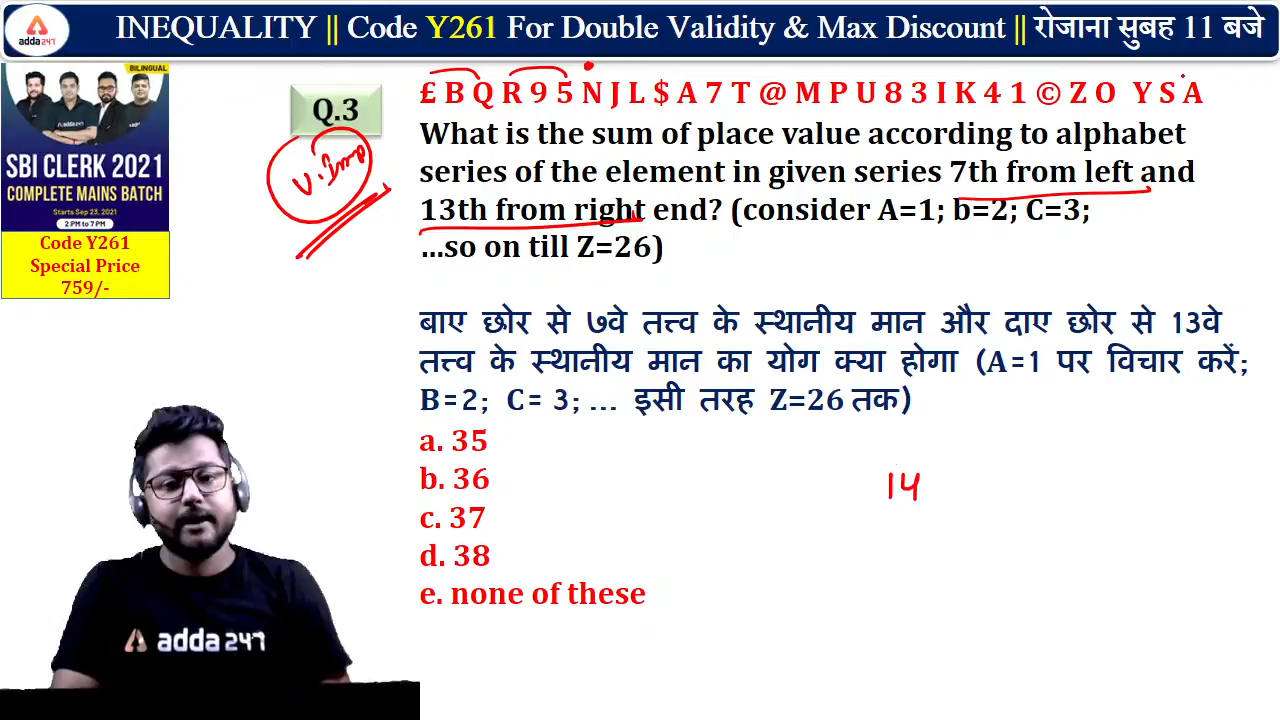 INEQUALITY || Code Y261 For Double Validity & Max Discount || रोजाना सुबह 11 बजे
adda247
BILINGUAL
SBI CLERK 2021
COMPLETE MAINS BATCH
Starts Sep 23, 2021
2 PM to 7 PM
Code Y261
Special Price
759/-
Q.3
V. Imp
£ B Q R 9 5 N J L $ A 7 T @ M P U 8 3 I K 4 1 © Z O Y S A
What is the sum of place value according to alphabet
series of the element in given series 7th from left and
13th from right end? (consider A=1; b=2; C=3;
...so on till Z=26)
बाए छोर से ७वे तत्त्व के स्थानीय मान और दाए छोर से 13वे
तत्त्व के स्थानीय मान का योग क्या होगा (A=1 पर विचार करें;
B=2; C= 3; ... इसी तरह Z=26 तक)
a. 35
b. 36
c. 37
d. 38
e. none of these
14
adda247